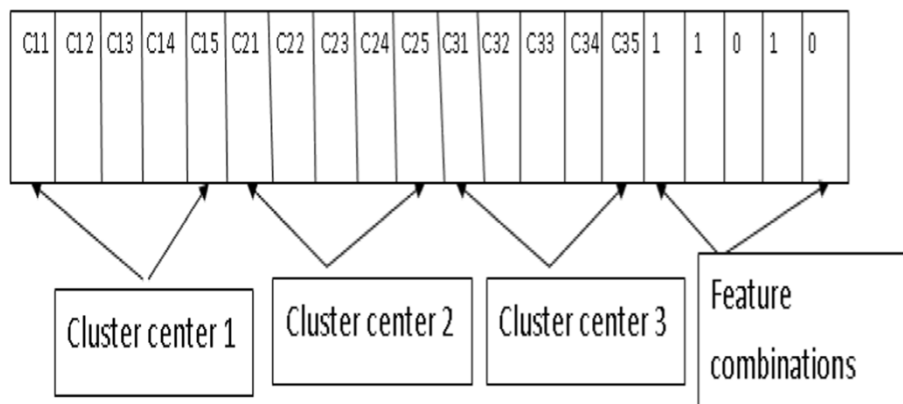 C11 C12 C13 C14 C15 C21 C22 C23 C24 C25 C31 C32 C33 C34 C35 1 1 0 1 0
Cluster center 1
Cluster center 2
Cluster center 3
Feature
combinations